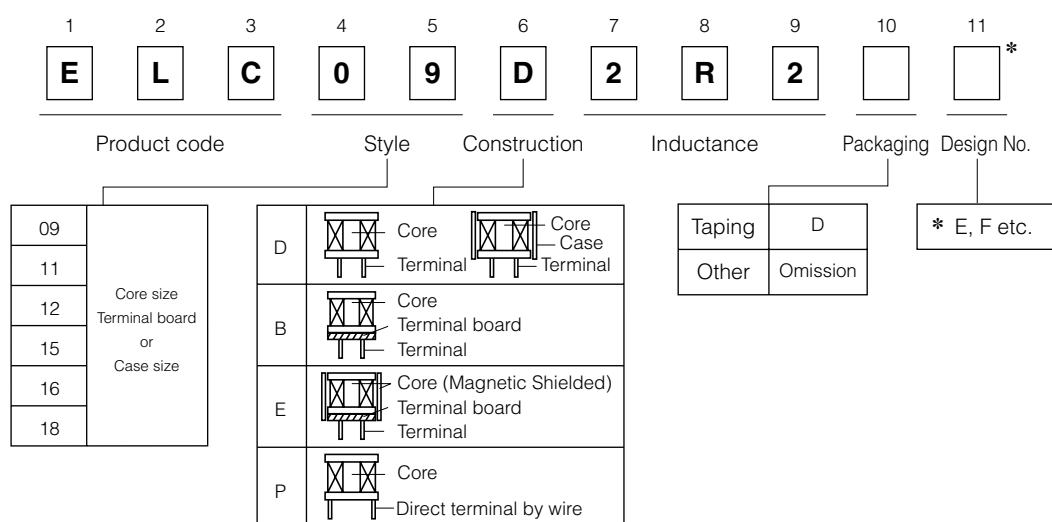 1 2 3 4 5 6 7 8 9 10 11
E L C 0 9 D 2 R 2 *
Product code Style Construction Inductance Packaging Design No.
09
11
12
15
16
18
Core size
Terminal board
or
Case size
D
Core
Terminal
Core
Case
Terminal
B
Core
Terminal board
Terminal
E
Core (Magnetic Shielded)
Terminal board
Terminal
P
Core
Direct terminal by wire
Taping D
Other Omission
* E, F etc.